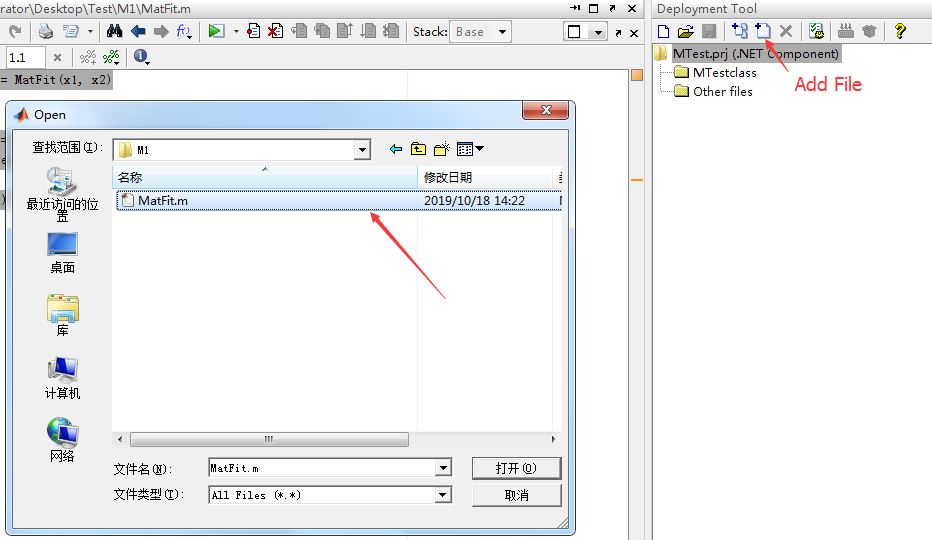 rator\Desktop\Test\M1\MatFit.m
Deployment Tool
Stack: Base
1.1
= MatFit(x1, x2)
MTest.prj (.NET Component)
MTestclass
Other files
Add File
Open
查找范围(I):
M1
名称
修改日期
MatFit.m
2019/10/18 14:22
最近访问的位
置
桌面
库
计算机
网络
文件名(N):
MatFit.m
打开(O)
文件类型(T):
All Files (*.*)
取消